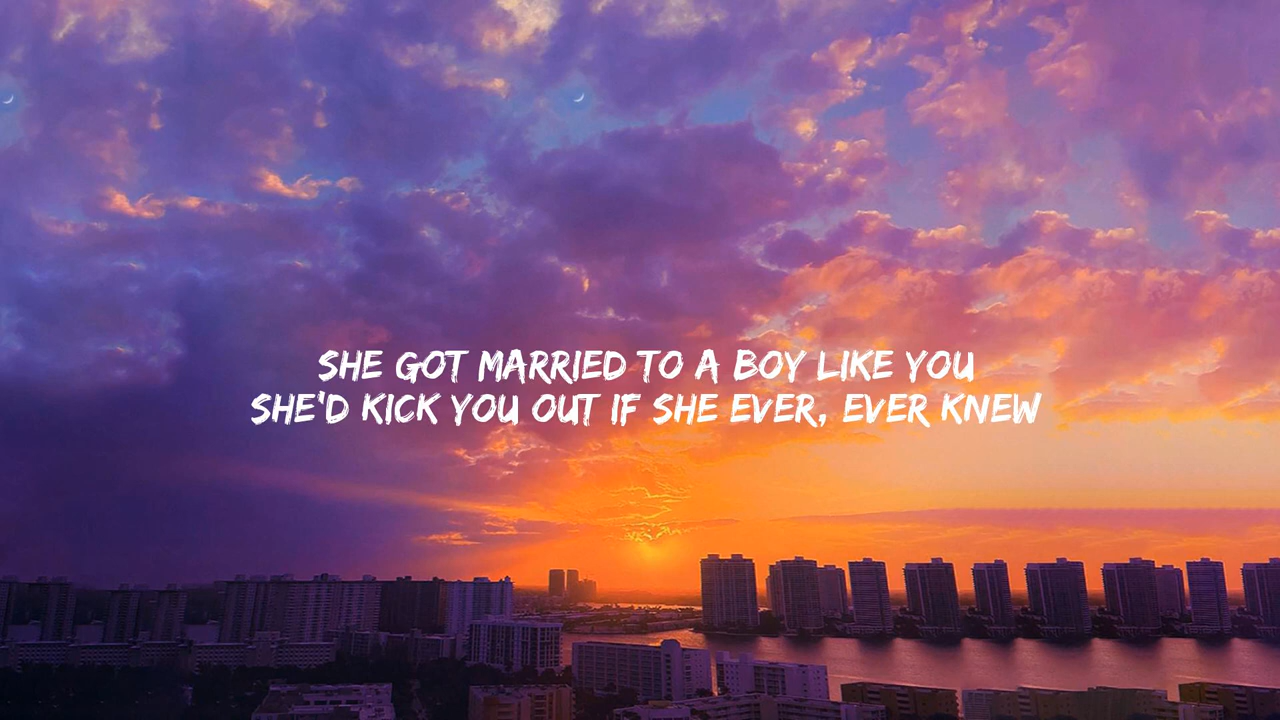 SHE GOT MARRIED TO A BOY LIKE YOU
SHE'D KICK YOU OUT IF SHE EVER, EVER KNEW